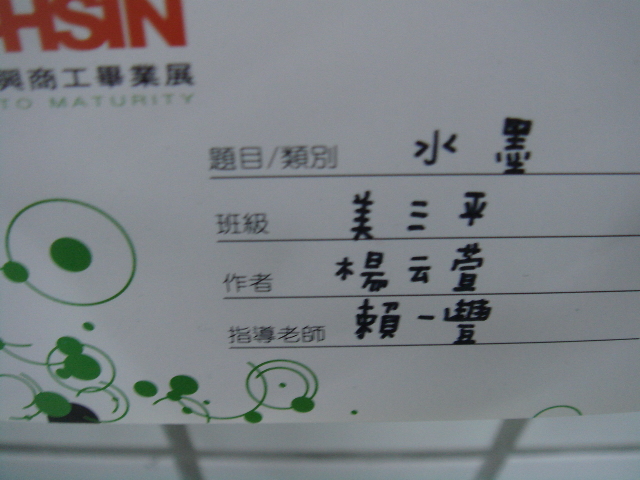 HSIN
興商工畢業展
TO MATURITY
題目/類別 水墨
班級 美三平
作者 楊云萱
指導老師 賴一豐